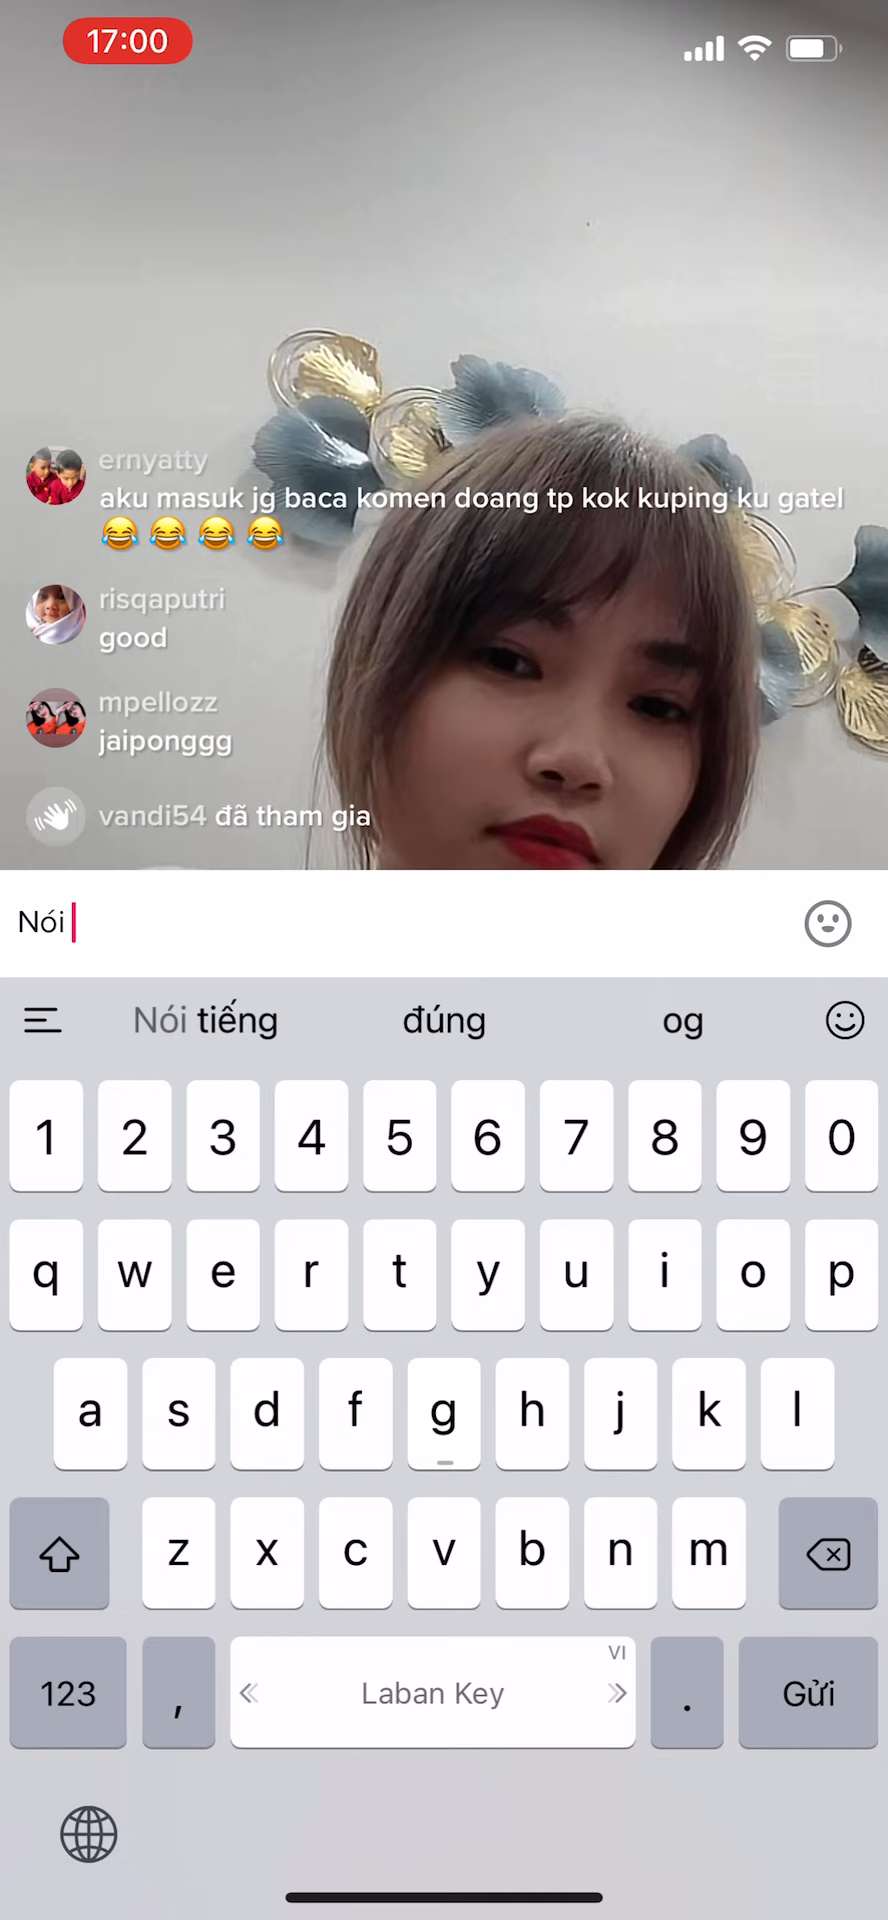 17:00
ernyatty
aku masuk jg baca komen doang tp kok kuping ku gatel
😂 😂 😂 😂
risqaputri
good
mpellozz
jaiponggg
vandi54 đã tham gia
Nói
Nói tiếng đúng og
1 2 3 4 5 6 7 8 9 0
q w e r t y u i o p
a s d f g h j k l
z x c v b n m
VI
123 , Laban Key . Gửi